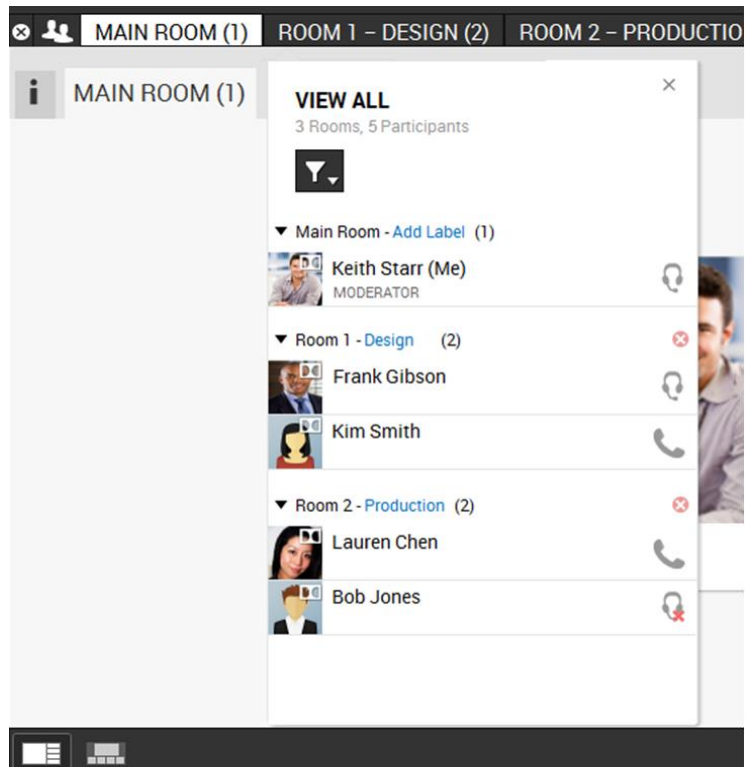 MAIN ROOM (1) ROOM 1 – DESIGN (2) ROOM 2 – PRODUCTIO
i MAIN ROOM (1)
VIEW ALL
3 Rooms, 5 Participants
Main Room - Add Label (1)
Keith Starr (Me)
MODERATOR
Room 1 - Design (2)
Frank Gibson
Kim Smith
Room 2 - Production (2)
Lauren Chen
Bob Jones